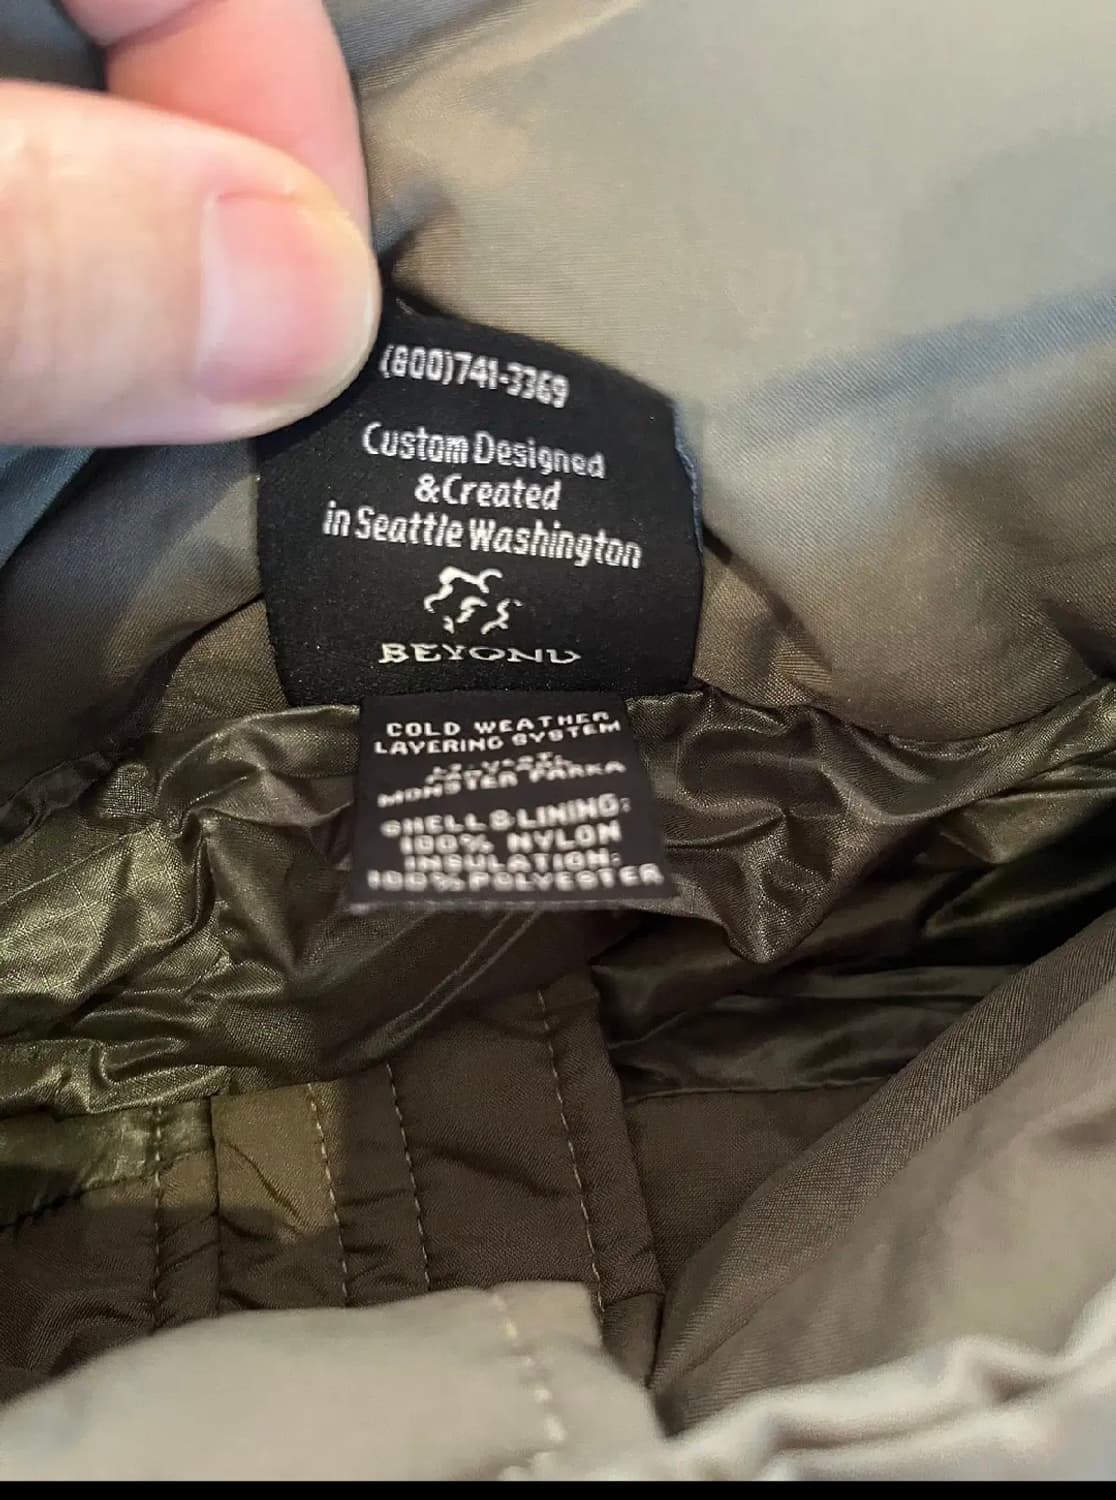 (800)741-3369
Custom Designed
&Created
in Seattle Washington
BEYOND
COLD WEATHER
LAYERING SYSTEM
MONSTER PARKA
SHELL & LINING:
100% NYLON
INSULATION:
100% POLYESTER